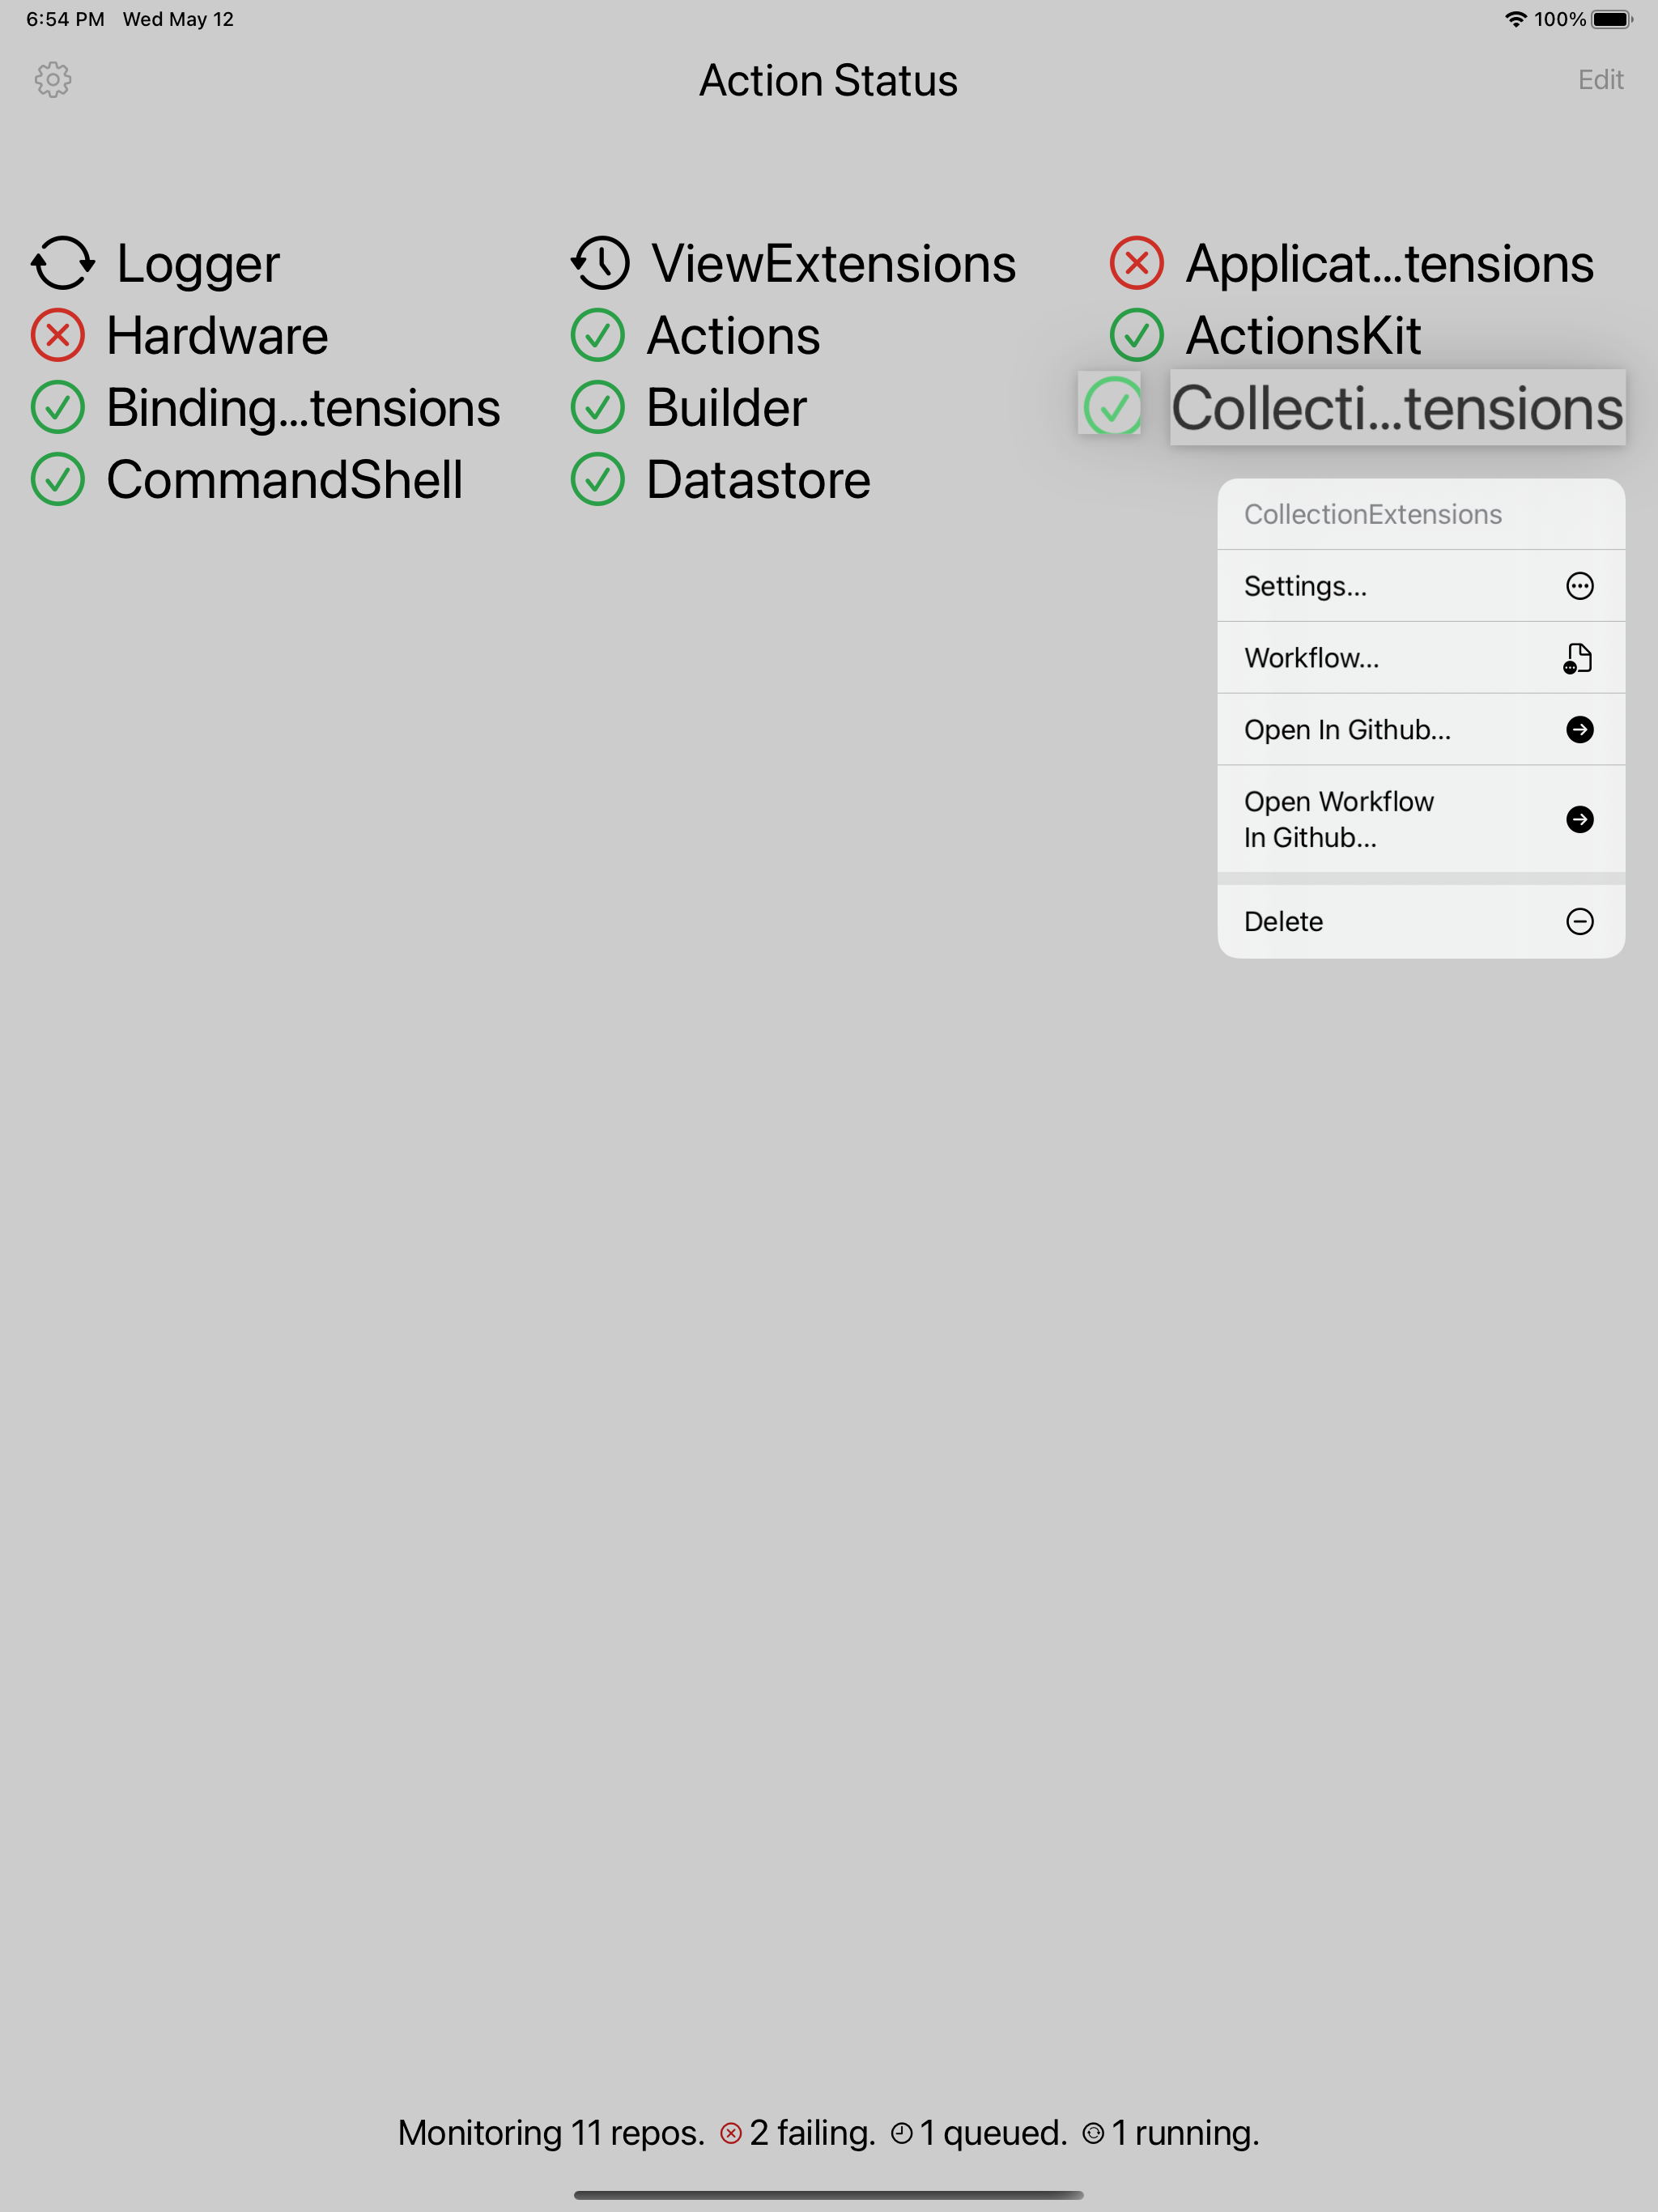 6:54 PM Wed May 12 100%
Action Status
Edit
Logger ViewExtensions Applicat...tensions
Hardware Actions ActionsKit
Binding...tensions Builder Collecti...tensions
CommandShell Datastore
CollectionExtensions
Settings...
Workflow...
Open In Github...
Open Workflow
In Github...
Delete
Monitoring 11 repos. 2 failing. 1 queued. 1 running.